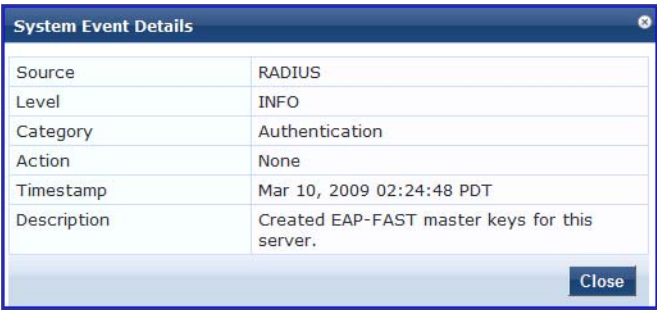 System Event Details
Source RADIUS
Level INFO
Category Authentication
Action None
Timestamp Mar 10, 2009 02:24:48 PDT
Description Created EAP-FAST master keys for this
server.
Close